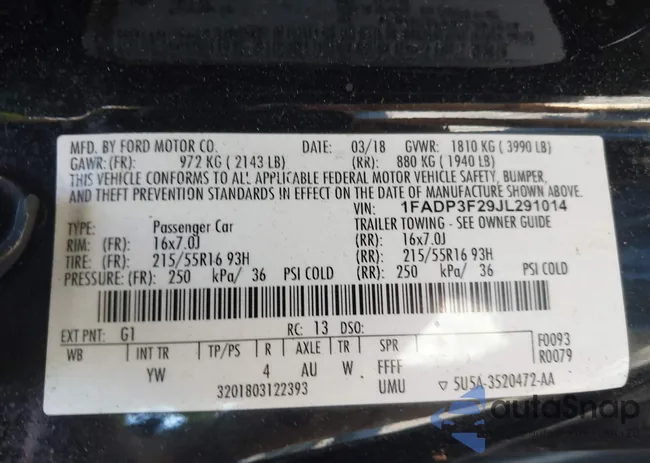 MFD. BY FORD MOTOR CO. DATE: 03/18 GVWR: 1810 KG ( 3990 LB)
GAWR: (FR): 972 KG ( 2143 LB) (RR): 880 KG ( 1940 LB)
THIS VEHICLE CONFORMS TO ALL APPLICABLE FEDERAL MOTOR VEHICLE SAFETY, BUMPER,
AND THEFT PREVENTION STANDARDS IN EFFECT ON THE DATE OF MANUFACTURE SHOWN ABOVE.
VIN: 1FADP3F29JL291014
TYPE: Passenger Car TRAILER TOWING - SEE OWNER GUIDE
RIM: (FR): 16x7.0J (RR): 16x7.0J
TIRE: (FR): 215/55R16 93H (RR): 215/55R16 93H
PRESSURE: (FR): 250 kPa/ 36 PSI COLD (RR): 250 kPa/ 36 PSI COLD
EXT PNT: G1 RC: 13 DSO: F0093
WB INT TR TP/PS R AXLE TR SPR R0079
YW 4 AU W FFFF
3201803122393 UMU ▽ 5U5A-3520472-AA
autoSnap